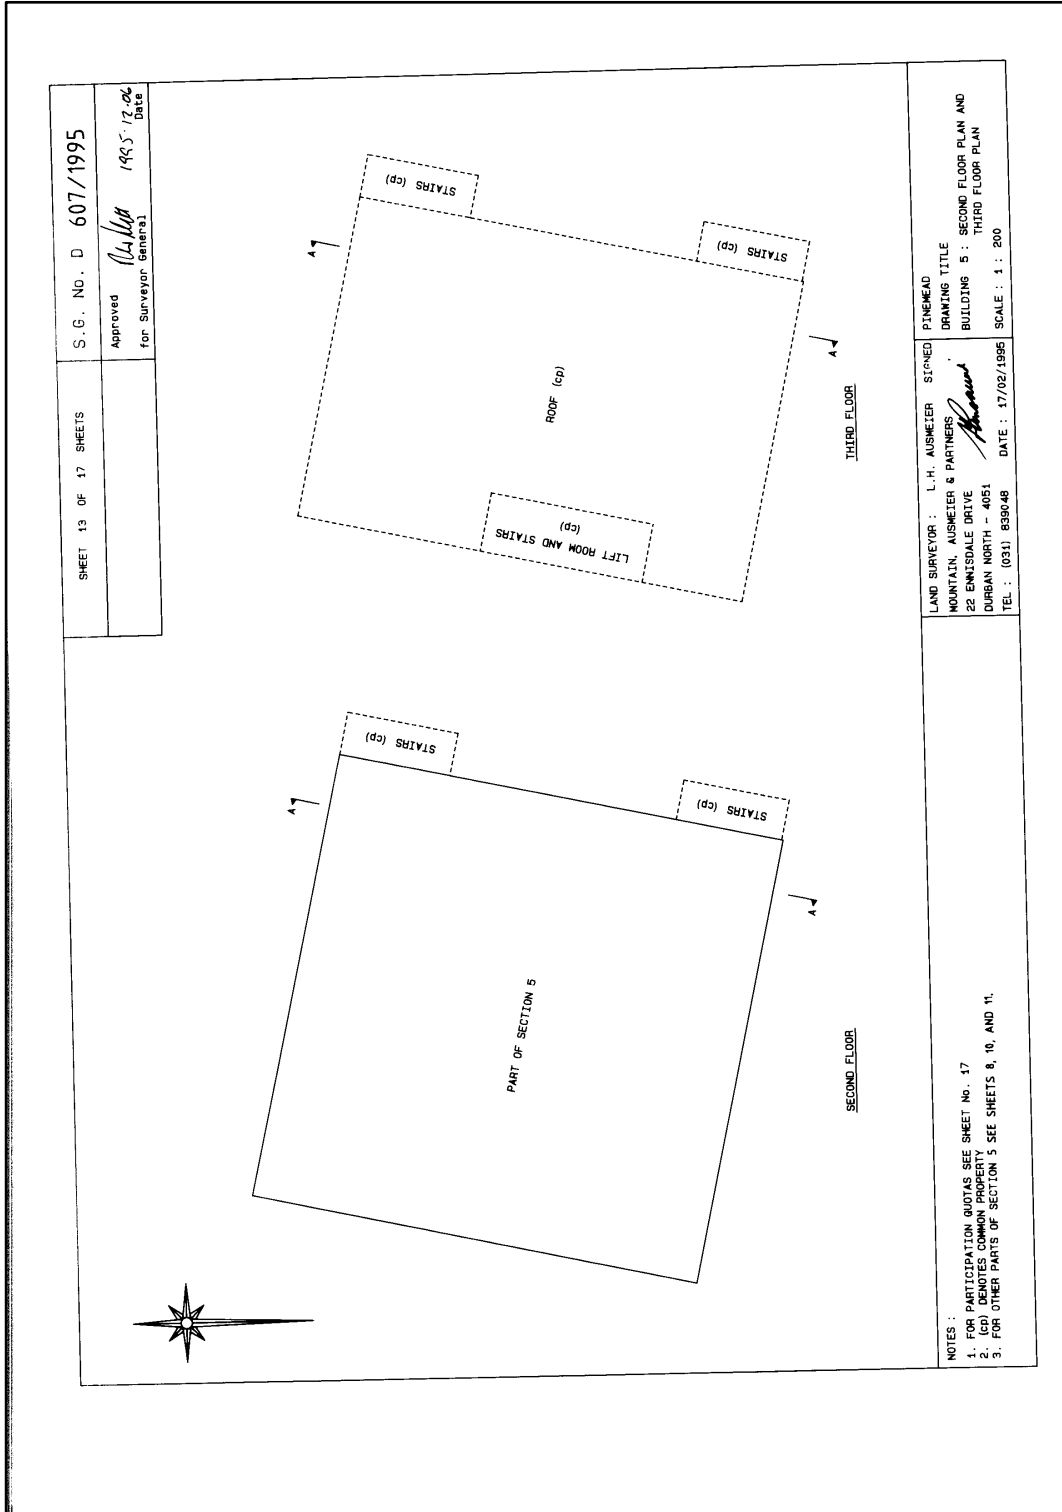 SHEET 13 OF 17 SHEETS
S.G. No. D 607/1995
Approved
1995.12.06
for Surveyor General
Date
STAIRS (cp)
A
PART OF SECTION 5
STAIRS (cp)
A
SECOND FLOOR
STAIRS (cp)
A
ROOF (cp)
LIFT ROOM AND STAIRS
(cp)
STAIRS (cp)
A
THIRD FLOOR
NOTES :
1. FOR PARTICIPATION QUOTAS SEE SHEET No. 17
2. (cp) DENOTES COMMON PROPERTY
3. FOR OTHER PARTS OF SECTION 5 SEE SHEETS 8, 10, AND 11.
LAND SURVEYOR : L.H. AUSMEIER SIGNED
MOUNTAIN, AUSMEIER & PARTNERS
22 ENNISDALE DRIVE
DURBAN NORTH - 4051
TEL : (031) 839048 DATE : 17/02/1995
PINEMEAD
DRAWING TITLE
BUILDING 5 : SECOND FLOOR PLAN AND
THIRD FLOOR PLAN
SCALE : 1 : 200